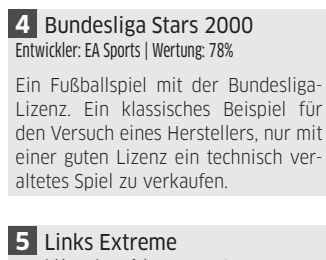 4 Bundesliga Stars 2000
Entwickler: EA Sports | Wertung: 78%
Ein Fußballspiel mit der Bundesliga-
Lizenz. Ein klassisches Beispiel für
den Versuch eines Herstellers, nur mit
einer guten Lizenz ein technisch ver-
altetes Spiel zu verkaufen.
5 Links Extreme